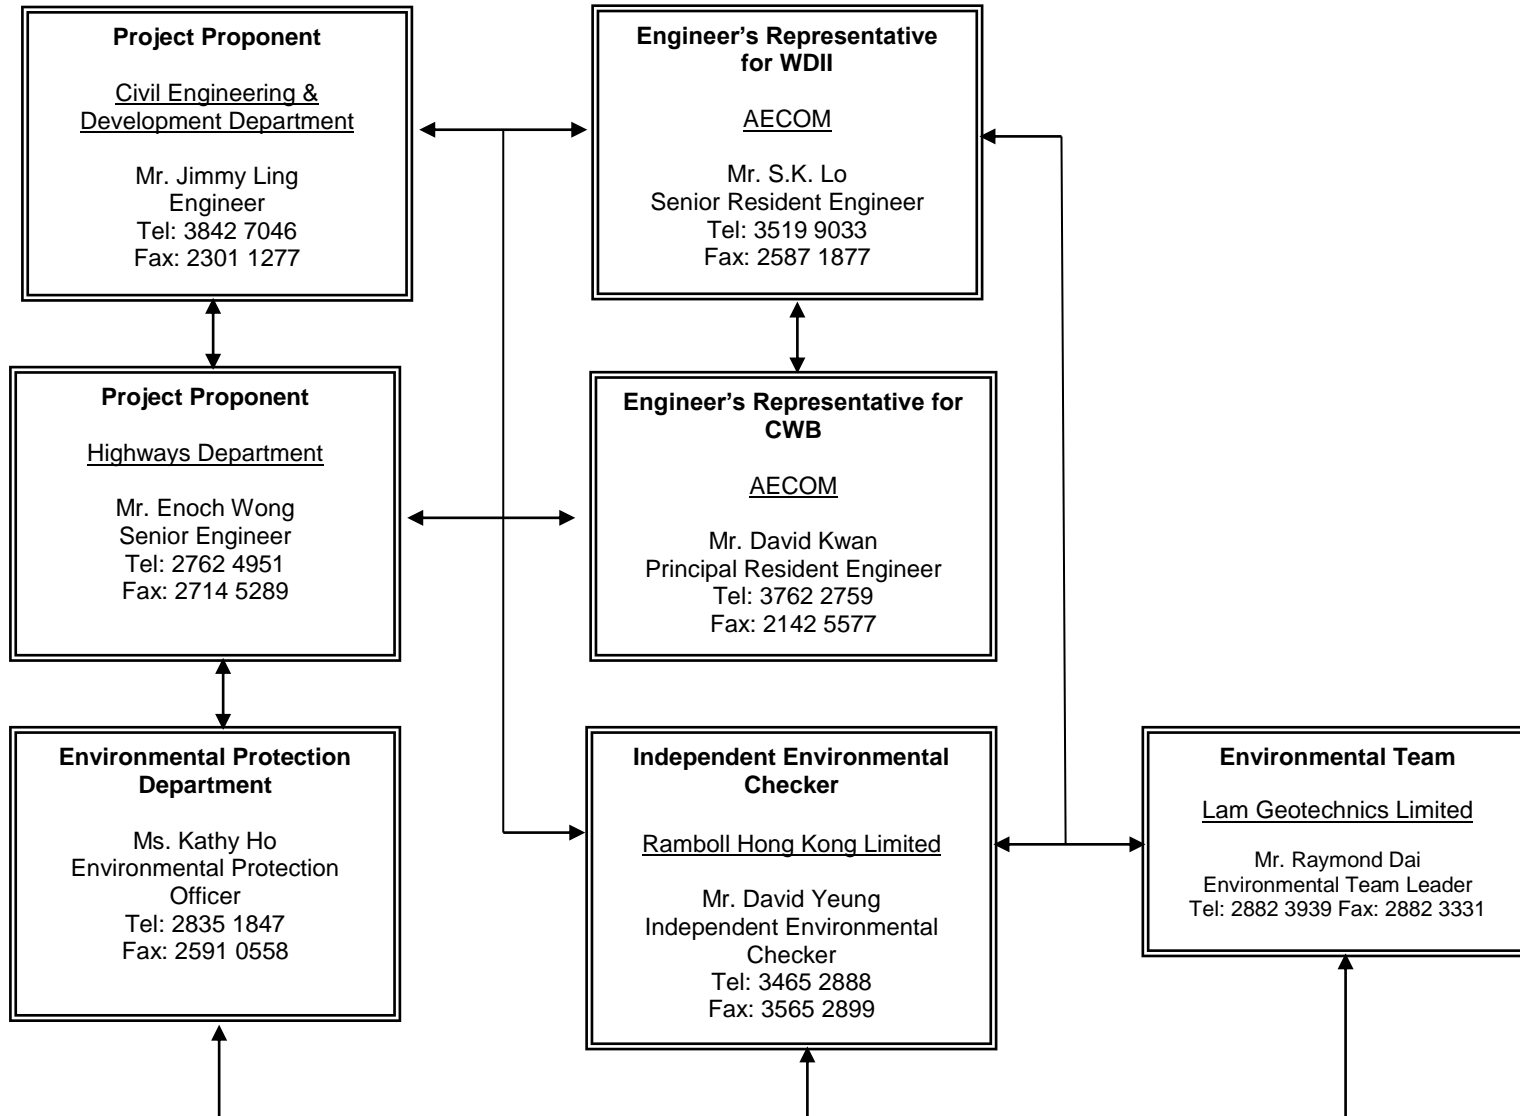 Project Proponent
Civil Engineering &
Development Department
Mr. Jimmy Ling
Engineer
Tel: 3842 7046
Fax: 2301 1277
Engineer’s Representative
for WDII
AECOM
Mr. S.K. Lo
Senior Resident Engineer
Tel: 3519 9033
Fax: 2587 1877
Project Proponent
Highways Department
Mr. Enoch Wong
Senior Engineer
Tel: 2762 4951
Fax: 2714 5289
Engineer’s Representative for
CWB
AECOM
Mr. David Kwan
Principal Resident Engineer
Tel: 3762 2759
Fax: 2142 5577
Environmental Protection
Department
Ms. Kathy Ho
Environmental Protection
Officer
Tel: 2835 1847
Fax: 2591 0558
Independent Environmental
Checker
Ramboll Hong Kong Limited
Mr. David Yeung
Independent Environmental
Checker
Tel: 3465 2888
Fax: 3565 2899
Environmental Team
Lam Geotechnics Limited
Mr. Raymond Dai
Environmental Team Leader
Tel: 2882 3939 Fax: 2882 3331